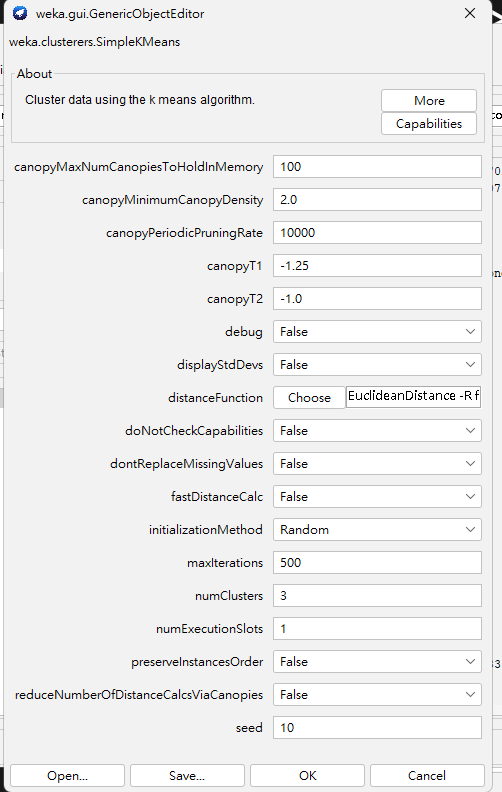 weka.gui.GenericObjectEditor
weka.clusterers.SimpleKMeans
About
Cluster data using the k means algorithm.
More
Capabilities
canopyMaxNumCanopiesToHoldInMemory 100
canopyMinimumCanopyDensity 2.0
canopyPeriodicPruningRate 10000
canopyT1 -1.25
canopyT2 -1.0
debug False
displayStdDevs False
distanceFunction Choose EuclideanDistance -R f
doNotCheckCapabilities False
dontReplaceMissingValues False
fastDistanceCalc False
initializationMethod Random
maxIterations 500
numClusters 3
numExecutionSlots 1
preserveInstancesOrder False
reduceNumberOfDistanceCalcsViaCanopies False
seed 10
Open... Save... OK Cancel